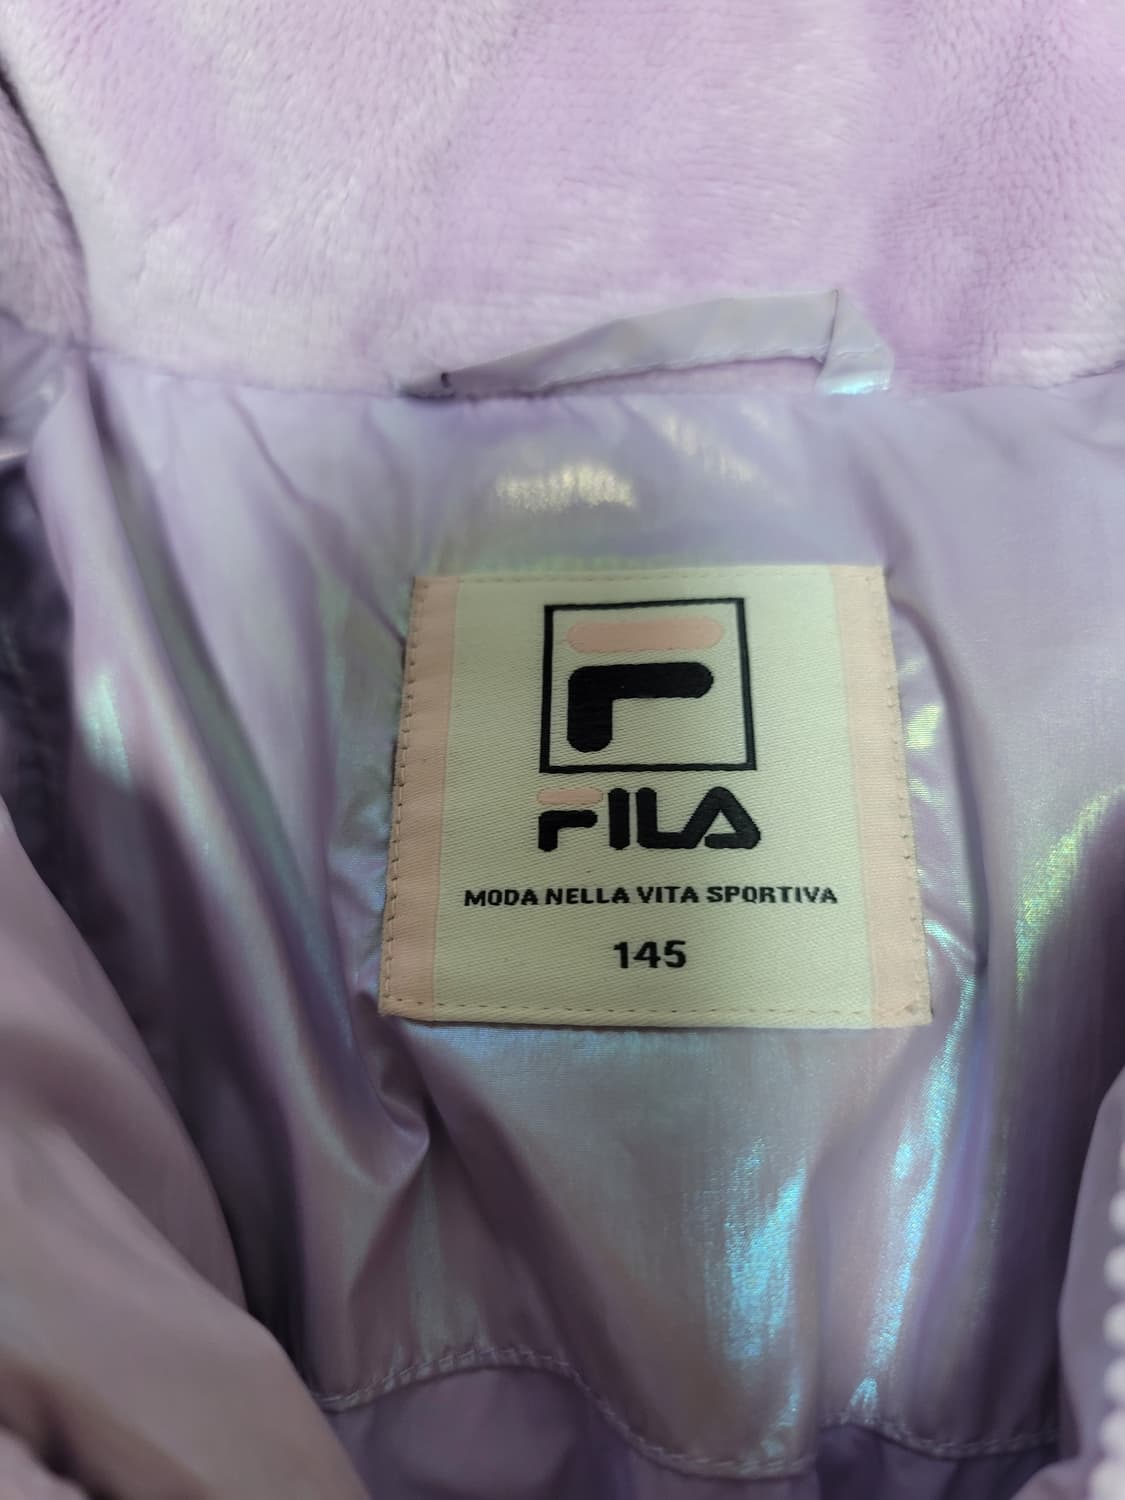 F
FILA
MODA NELLA VITA SPORTIVA
145